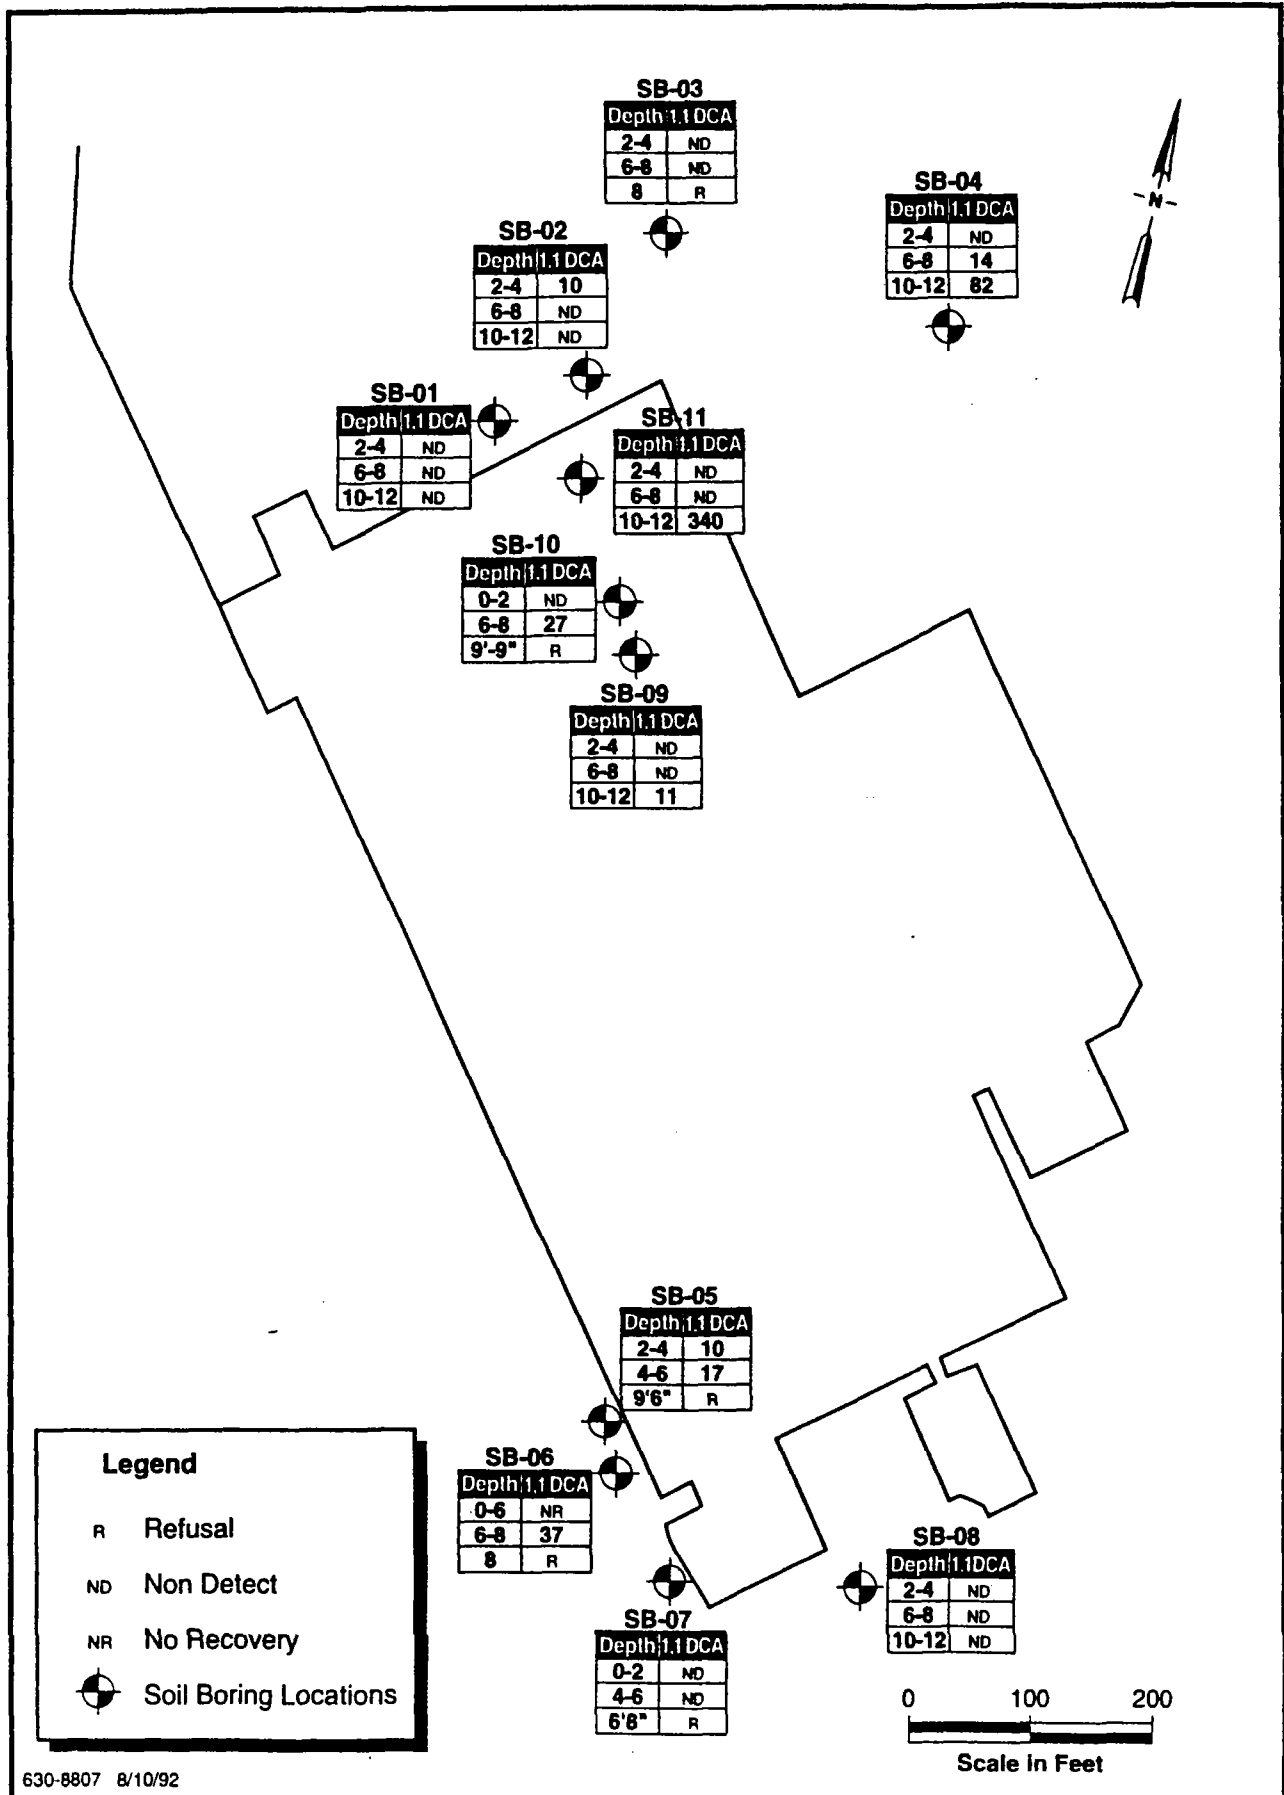 SB-03
Depth 1,1 DCA
2-4 ND
6-8 ND
8 R
SB-04
Depth 1,1 DCA
2-4 ND
6-8 14
10-12 82
-N-
SB-02
Depth 1,1 DCA
2-4 10
6-8 ND
10-12 ND
SB-01
Depth 1,1 DCA
2-4 ND
6-8 ND
10-12 ND
SB-11
Depth 1,1 DCA
2-4 ND
6-8 ND
10-12 340
SB-10
Depth 1,1 DCA
0-2 ND
6-8 27
9'-9" R
SB-09
Depth 1,1 DCA
2-4 ND
6-8 ND
10-12 11
SB-05
Depth 1,1 DCA
2-4 10
4-6 17
9'6" R
SB-06
Depth 1,1 DCA
0-6 NR
6-8 37
8 R
SB-07
Depth 1,1 DCA
0-2 ND
4-6 ND
6'8" R
SB-08
Depth 1,1DCA
2-4 ND
6-8 ND
10-12 ND
Legend
R Refusal
ND Non Detect
NR No Recovery
Soil Boring Locations
0 100 200
Scale in Feet
630-8807 8/10/92